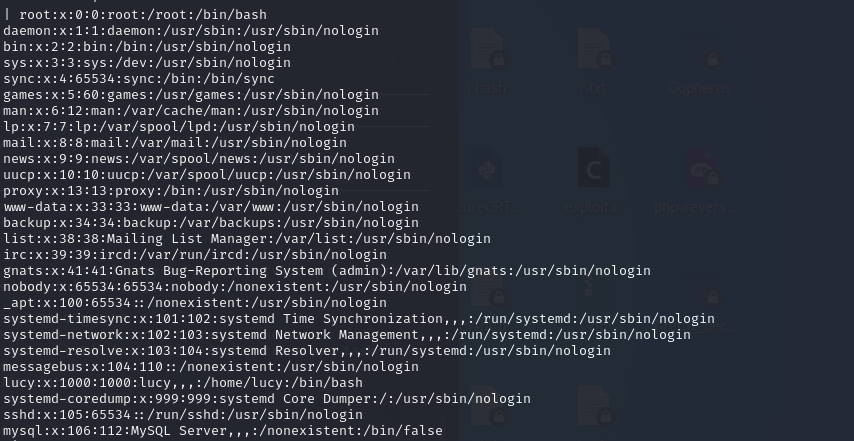 | root:x:0:0:root:/root:/bin/bash
daemon:x:1:1:daemon:/usr/sbin:/usr/sbin/nologin
bin:x:2:2:bin:/bin:/usr/sbin/nologin
sys:x:3:3:sys:/dev:/usr/sbin/nologin
sync:x:4:65534:sync:/bin:/bin/sync
games:x:5:60:games:/usr/games:/usr/sbin/nologin
man:x:6:12:man:/var/cache/man:/usr/sbin/nologin
lp:x:7:7:lp:/var/spool/lpd:/usr/sbin/nologin
mail:x:8:8:mail:/var/mail:/usr/sbin/nologin
news:x:9:9:news:/var/spool/news:/usr/sbin/nologin
uucp:x:10:10:uucp:/var/spool/uucp:/usr/sbin/nologin
proxy:x:13:13:proxy:/bin:/usr/sbin/nologin
www-data:x:33:33:www-data:/var/www:/usr/sbin/nologin
backup:x:34:34:backup:/var/backups:/usr/sbin/nologin
list:x:38:38:Mailing List Manager:/var/list:/usr/sbin/nologin
irc:x:39:39:ircd:/var/run/ircd:/usr/sbin/nologin
gnats:x:41:41:Gnats Bug-Reporting System (admin):/var/lib/gnats:/usr/sbin/nologin
nobody:x:65534:65534:nobody:/nonexistent:/usr/sbin/nologin
_apt:x:100:65534::/nonexistent:/usr/sbin/nologin
systemd-timesync:x:101:102:systemd Time Synchronization,,,:/run/systemd:/usr/sbin/nologin
systemd-network:x:102:103:systemd Network Management,,,:/run/systemd:/usr/sbin/nologin
systemd-resolve:x:103:104:systemd Resolver,,,:/run/systemd:/usr/sbin/nologin
messagebus:x:104:110::/nonexistent:/usr/sbin/nologin
lucy:x:1000:1000:lucy,,,:/home/lucy:/bin/bash
systemd-coredump:x:999:999:systemd Core Dumper:/:/usr/sbin/nologin
sshd:x:105:65534::/run/sshd:/usr/sbin/nologin
mysql:x:106:112:MySQL Server,,,:/nonexistent:/bin/false
Gopherus
exploit.c
php-revers...